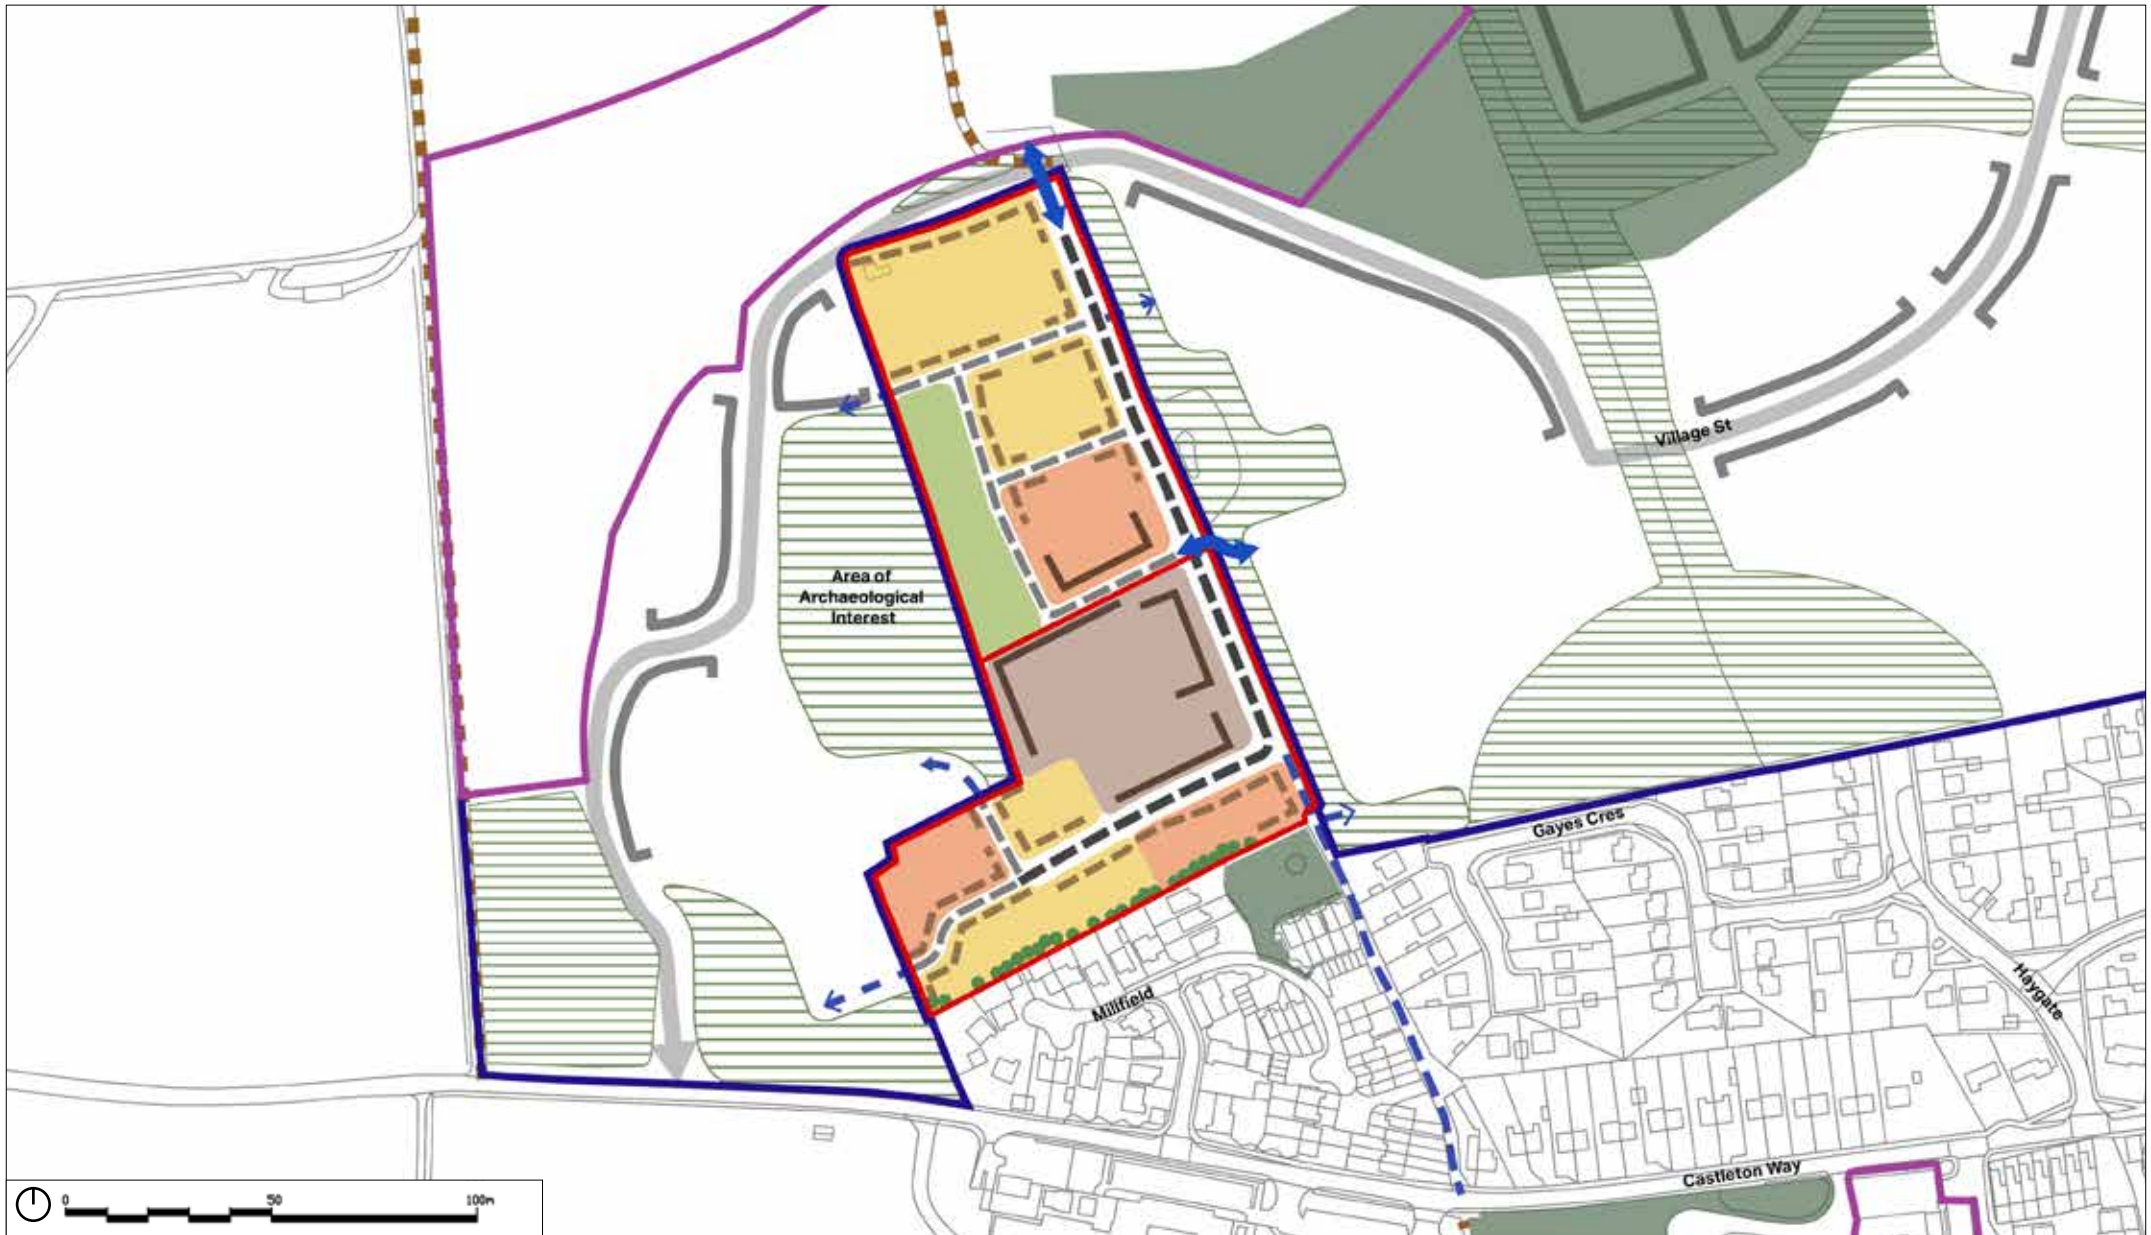 Village St
Area of
Archaeological
Interest
Gayes Cres
Haygate
Millfield
Castleton Way
0 50 100m